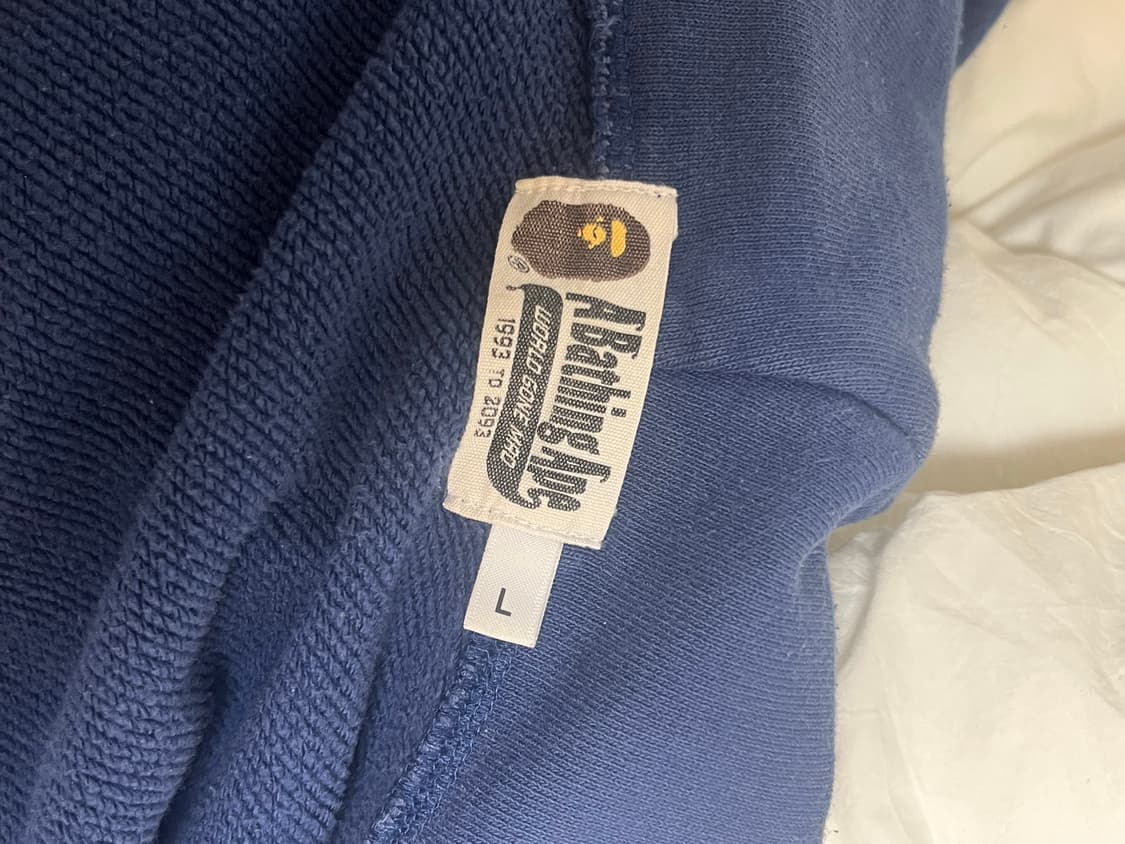 ®
A Bathing Ape
WORLD GONE MAD
1993 TO 2093
L